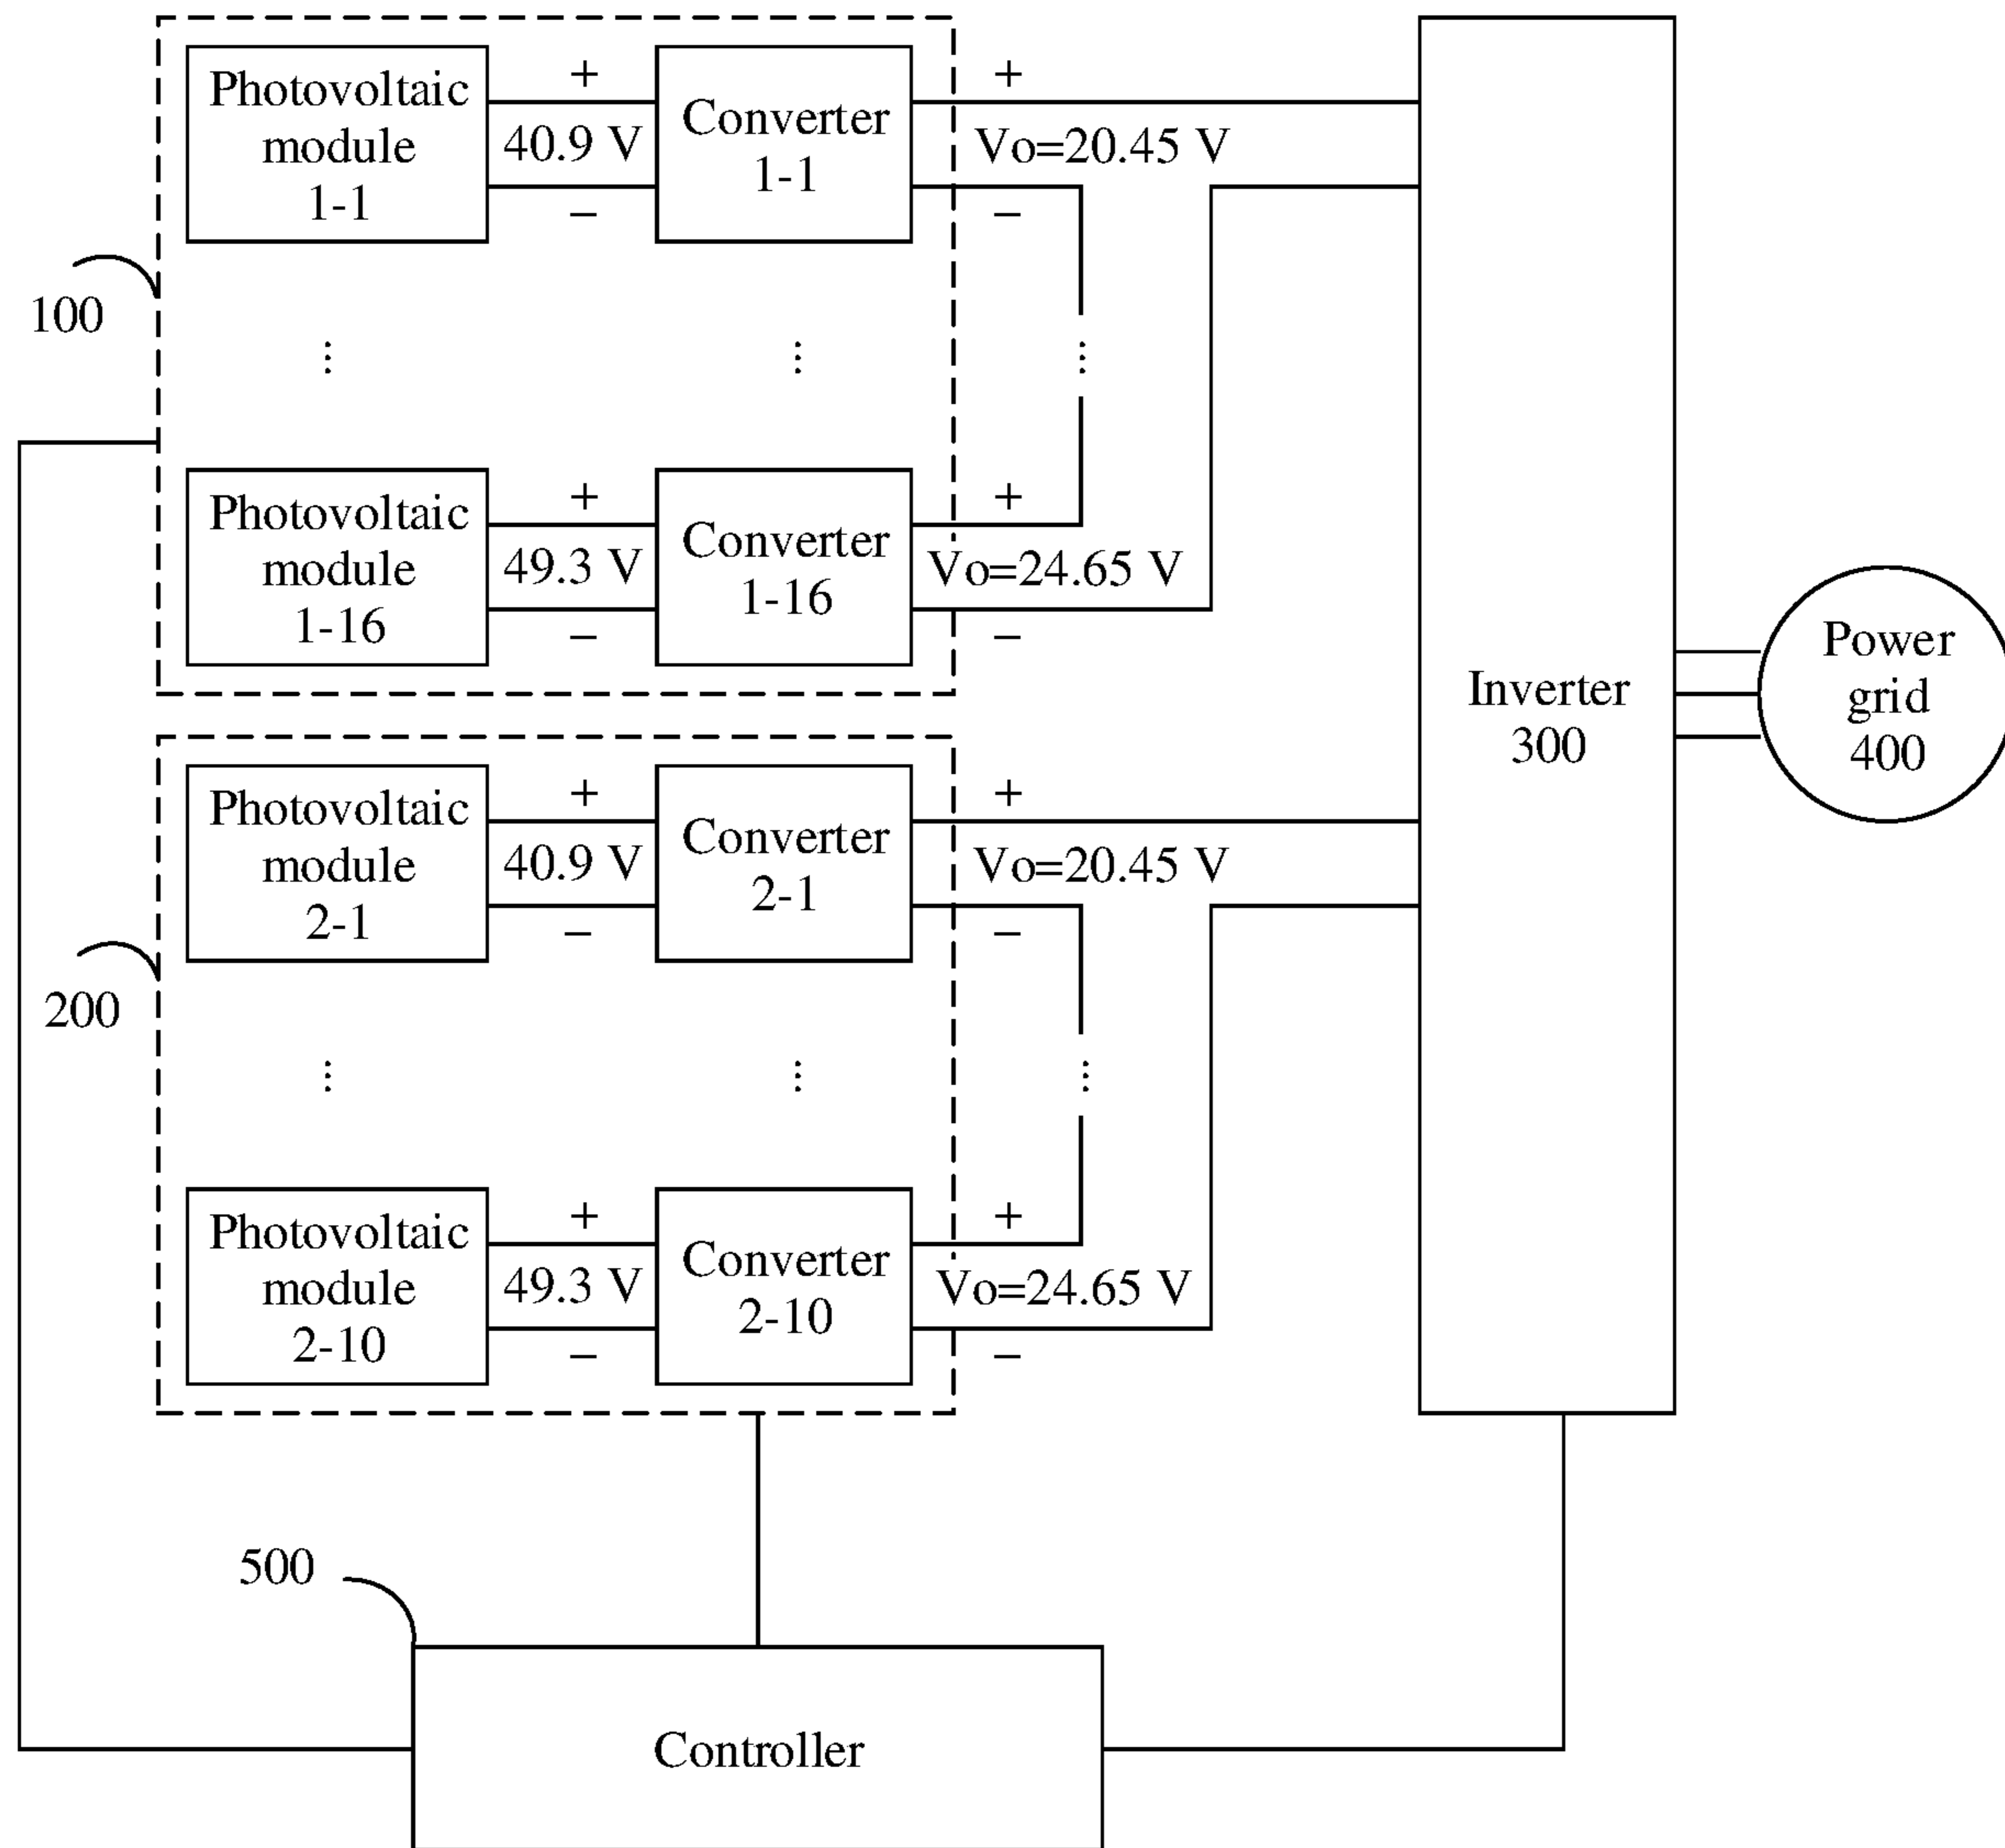 Photovoltaic
module
1-1
+
40.9 V
−
Converter
1-1
+
Vo=20.45 V
−
100
⋮
⋮
⋮
Photovoltaic
module
1-16
+
49.3 V
−
Converter
1-16
+
Vo=24.65 V
−
Inverter
300
Power
grid
400
Photovoltaic
module
2-1
+
40.9 V
−
Converter
2-1
+
Vo=20.45 V
−
200
⋮
⋮
⋮
Photovoltaic
module
2-10
+
49.3 V
−
Converter
2-10
+
Vo=24.65 V
−
500
Controller